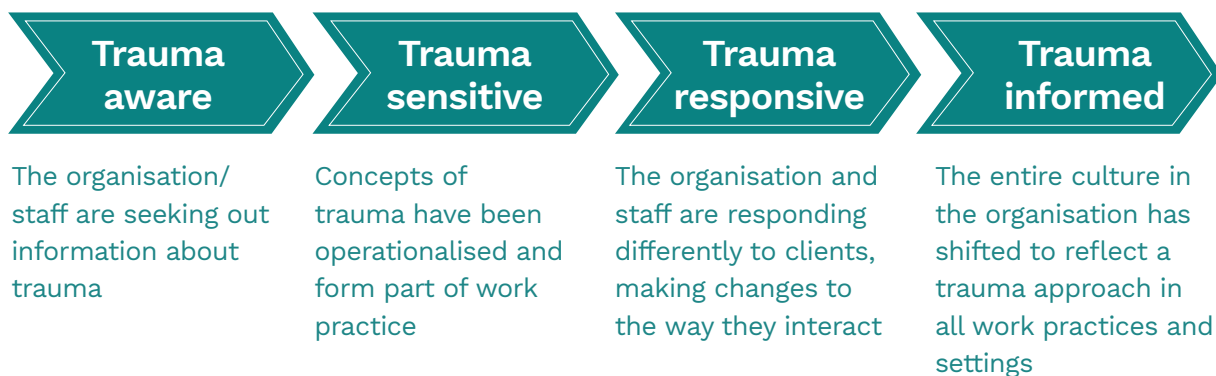 Trauma
aware
Trauma
sensitive
Trauma
responsive
Trauma
informed
The organisation/
staff are seeking out
information about
trauma
Concepts of
trauma have been
operationalised and
form part of work
practice
The organisation and
staff are responding
differently to clients,
making changes to
the way they interact
The entire culture in
the organisation has
shifted to reflect a
trauma approach in
all work practices and
settings